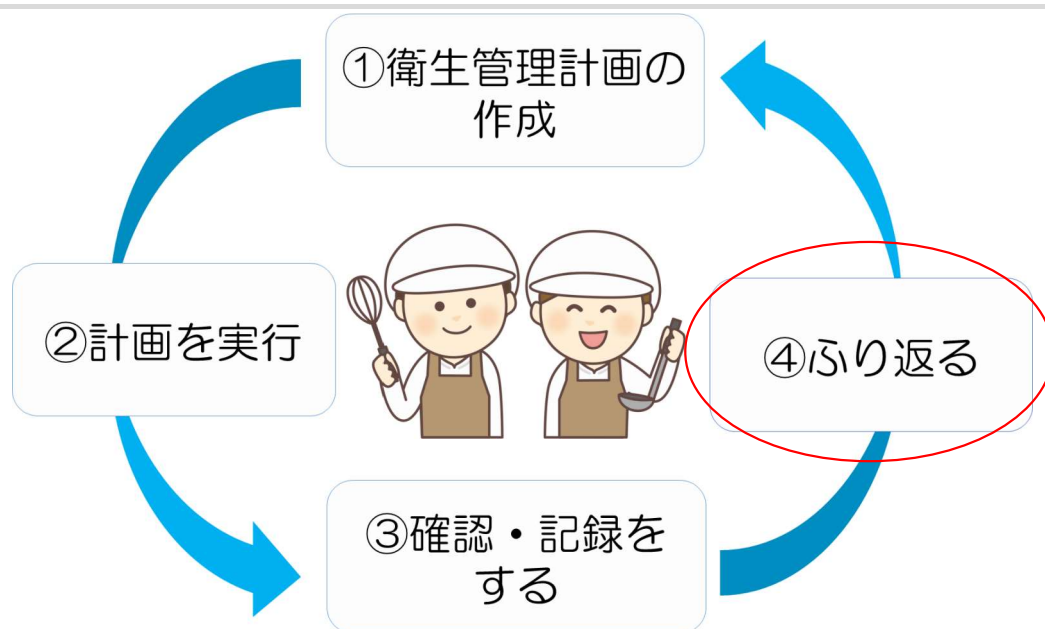 ①衛生管理計画の
作成
②計画を実行
③確認・記録を
する
④ふり返る